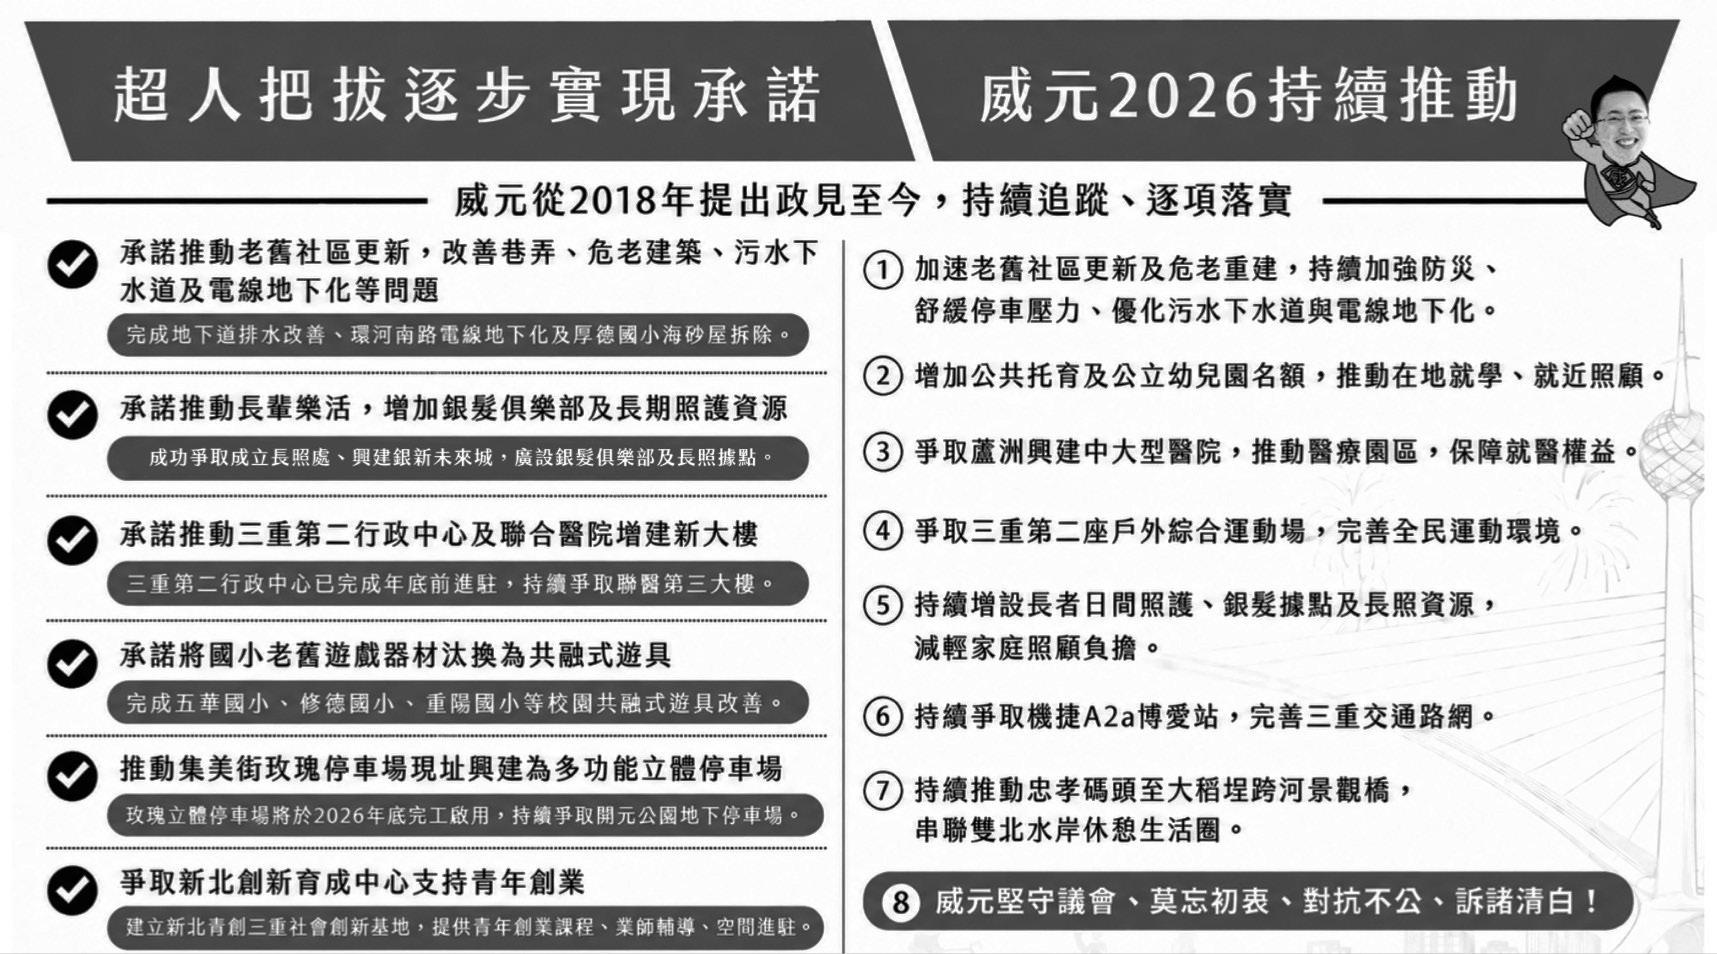 超人把拔逐步實現承諾
威元2026持續推動
威元從2018年提出政見至今，持續追蹤、逐項落實
承諾推動老舊社區更新，改善巷弄、危老建築、污水下
水道及電線地下化等問題
完成地下道排水改善、環河南路電線地下化及厚德國小海砂屋拆除。
承諾推動長輩樂活，增加銀髮俱樂部及長期照護資源
成功爭取成立長照處、興建銀新未來城，廣設銀髮俱樂部及長照據點。
承諾推動三重第二行政中心及聯合醫院增建新大樓
三重第二行政中心已完成年底前進駐，持續爭取聯醫第三大樓。
承諾將國小老舊遊戲器材汰換為共融式遊具
完成五華國小、修德國小、重陽國小等校園共融式遊具改善。
推動集美街玫瑰停車場現址興建為多功能立體停車場
玫瑰立體停車場將於2026年底完工啟用，持續爭取開元公園地下停車場。
爭取新北創新育成中心支持青年創業
建立新北青創三重社會創新基地，提供青年創業課程、業師輔導、空間進駐。
① 加速老舊社區更新及危老重建，持續加強防災、
舒緩停車壓力、優化污水下水道與電線地下化。
② 增加公共托育及公立幼兒園名額，推動在地就學、就近照顧。
③ 爭取蘆洲興建中大型醫院，推動醫療園區，保障就醫權益。
④ 爭取三重第二座戶外綜合運動場，完善全民運動環境。
⑤ 持續增設長者日間照護、銀髮據點及長照資源，
減輕家庭照顧負擔。
⑥ 持續爭取機捷A2a博愛站，完善三重交通路網。
⑦ 持續推動忠孝碼頭至大稻埕跨河景觀橋，
串聯雙北水岸休憩生活圈。
8 威元堅守議會、莫忘初衷、對抗不公、訴諸清白！